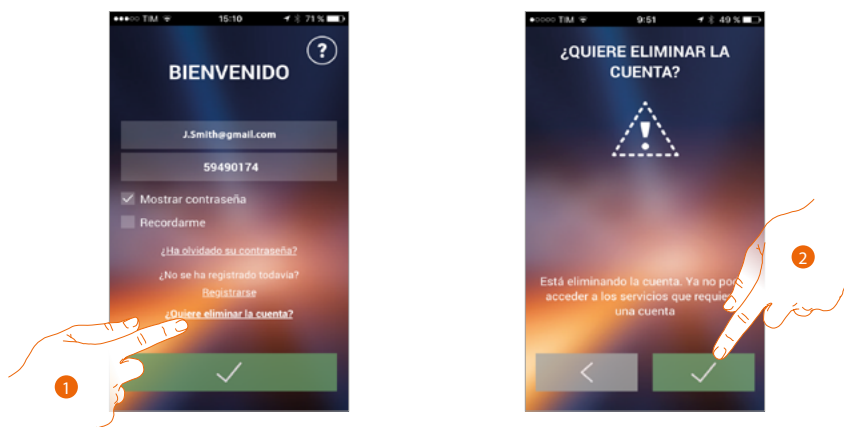 ●●●○○ TIM 15:10 71 %
?
BIENVENIDO
J.Smith@gmail.com
59490174
Mostrar contraseña
Recordarme
¿Ha olvidado su contraseña?
¿No se ha registrado todavía?
Registrarse
¿Quiere eliminar la cuenta?
1
●○○○○ TIM 9:51 49 %
¿QUIERE ELIMINAR LA
CUENTA?
!
Está eliminando la cuenta. Ya no
acceder a los servicios que
una cuenta
2